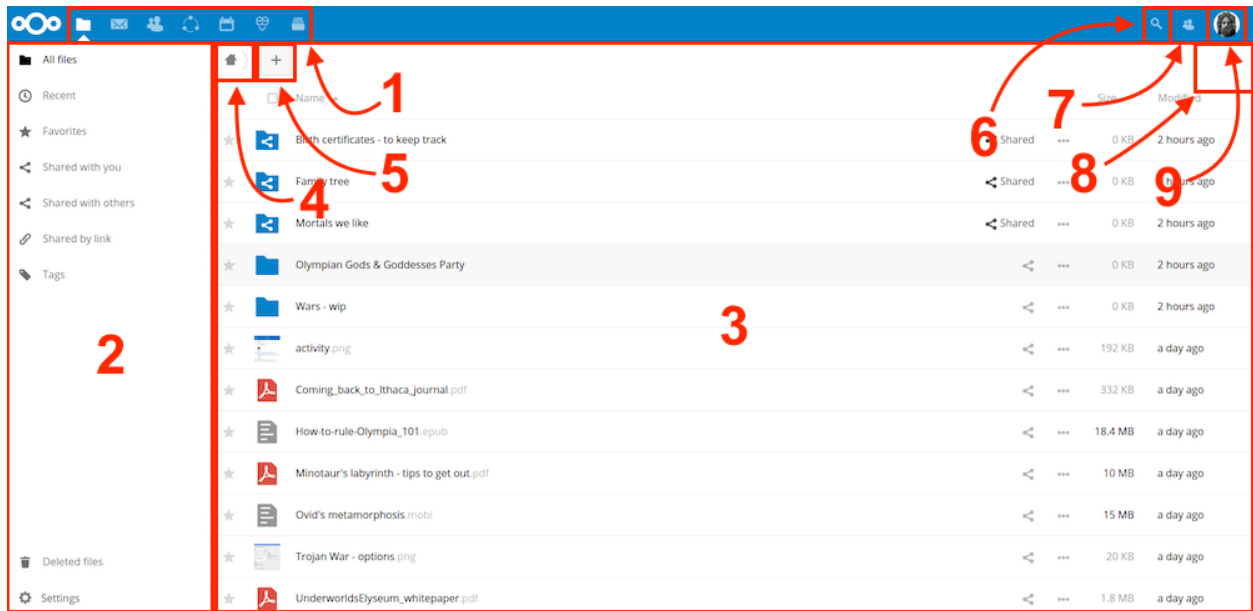 All files
+
1
Recent
Name
Size
Modified
6
7
8
9
Favorites
Birth certificates - to keep track
Shared
0 KB
2 hours ago
Shared with you
5
4
Family tree
Shared
0 KB
2 hours ago
Shared with others
Mortals we like
Shared
0 KB
2 hours ago
Shared by link
Olympian Gods & Goddesses Party
0 KB
2 hours ago
Tags
Wars - wip
0 KB
2 hours ago
2
3
activity.png
192 KB
a day ago
Coming_back_to_Ithaca_journal.pdf
332 KB
a day ago
How-to-rule-Olympia_101.epub
18.4 MB
a day ago
Minotaur's labyrinth - tips to get out.pdf
10 MB
a day ago
Ovid's metamorphosis.mobi
15 MB
a day ago
Deleted files
Trojan War - options.png
20 KB
a day ago
Settings
UnderworldsElyseum_whitepaper.pdf
1.8 MB
a day ago